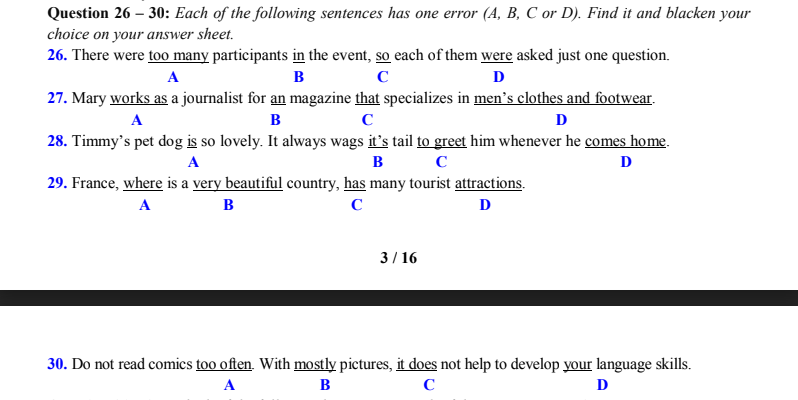 Question 26 – 30: Each of the following sentences has one error (A, B, C or D). Find it and blacken your
choice on your answer sheet.
26. There were too many participants in the event, so each of them were asked just one question.
A B C D
27. Mary works as a journalist for an magazine that specializes in men’s clothes and footwear.
A B C D
28. Timmy’s pet dog is so lovely. It always wags it’s tail to greet him whenever he comes home.
A B C D
29. France, where is a very beautiful country, has many tourist attractions.
A B C D
3 / 16
30. Do not read comics too often. With mostly pictures, it does not help to develop your language skills.
A B C D